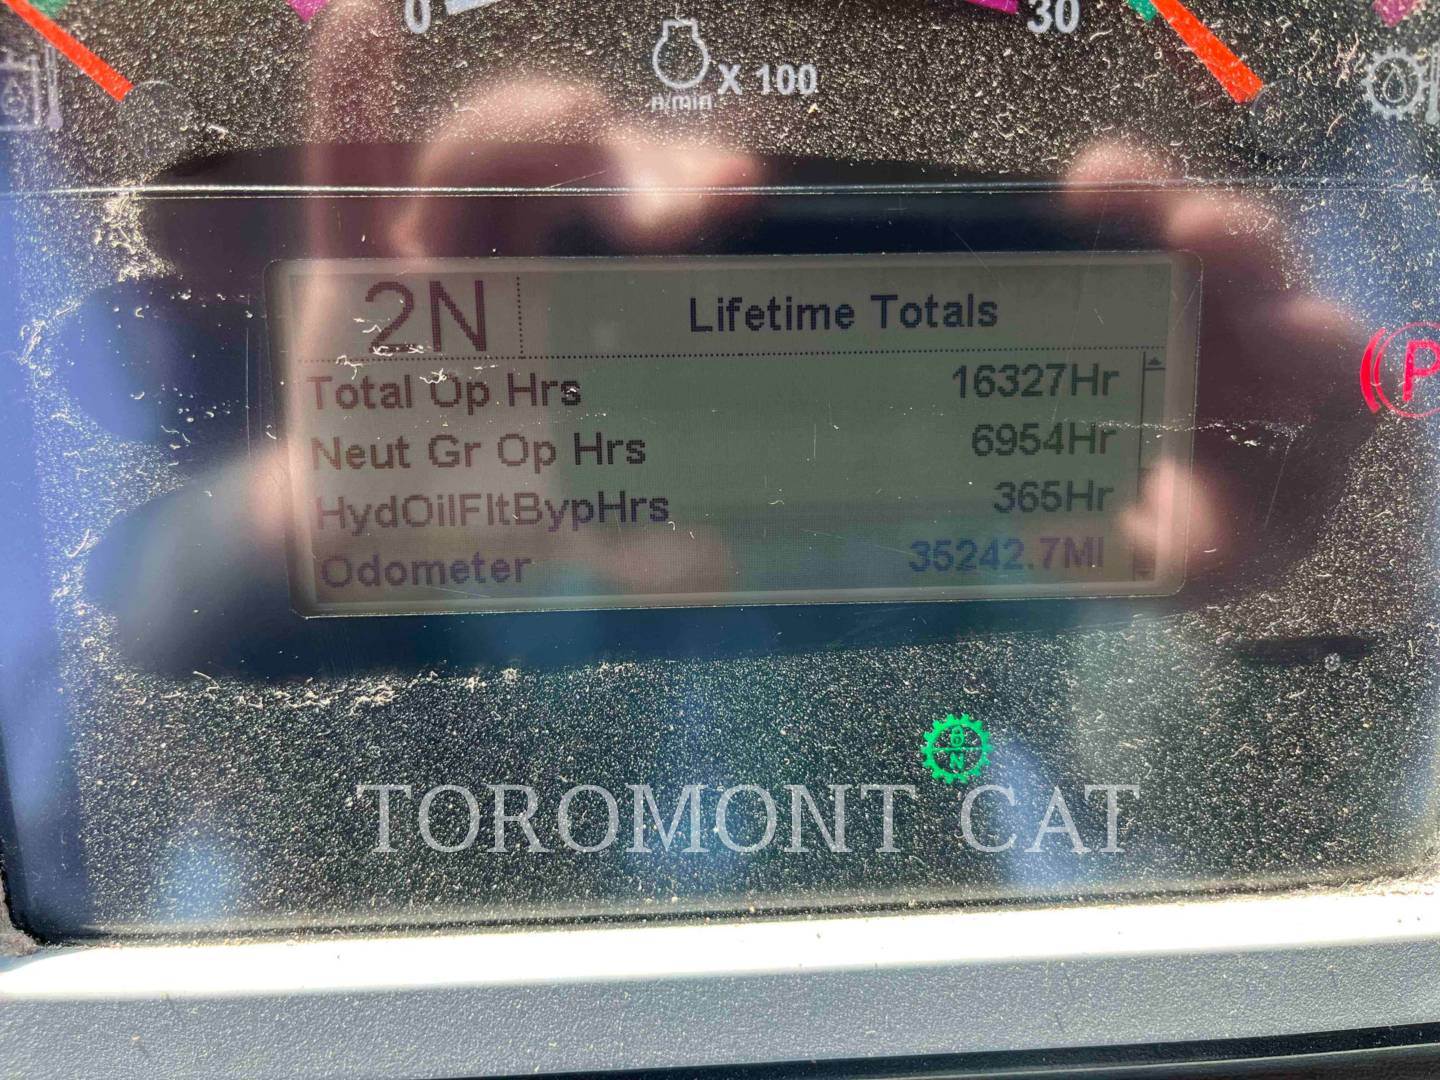 0
30
n/min X 100
2N Lifetime Totals
Total Op Hrs 16327Hr
Neut Gr Op Hrs 6954Hr
HydOilFltBypHrs 365Hr
Odometer 35242.7MI
P
N
TOROMONT CAT